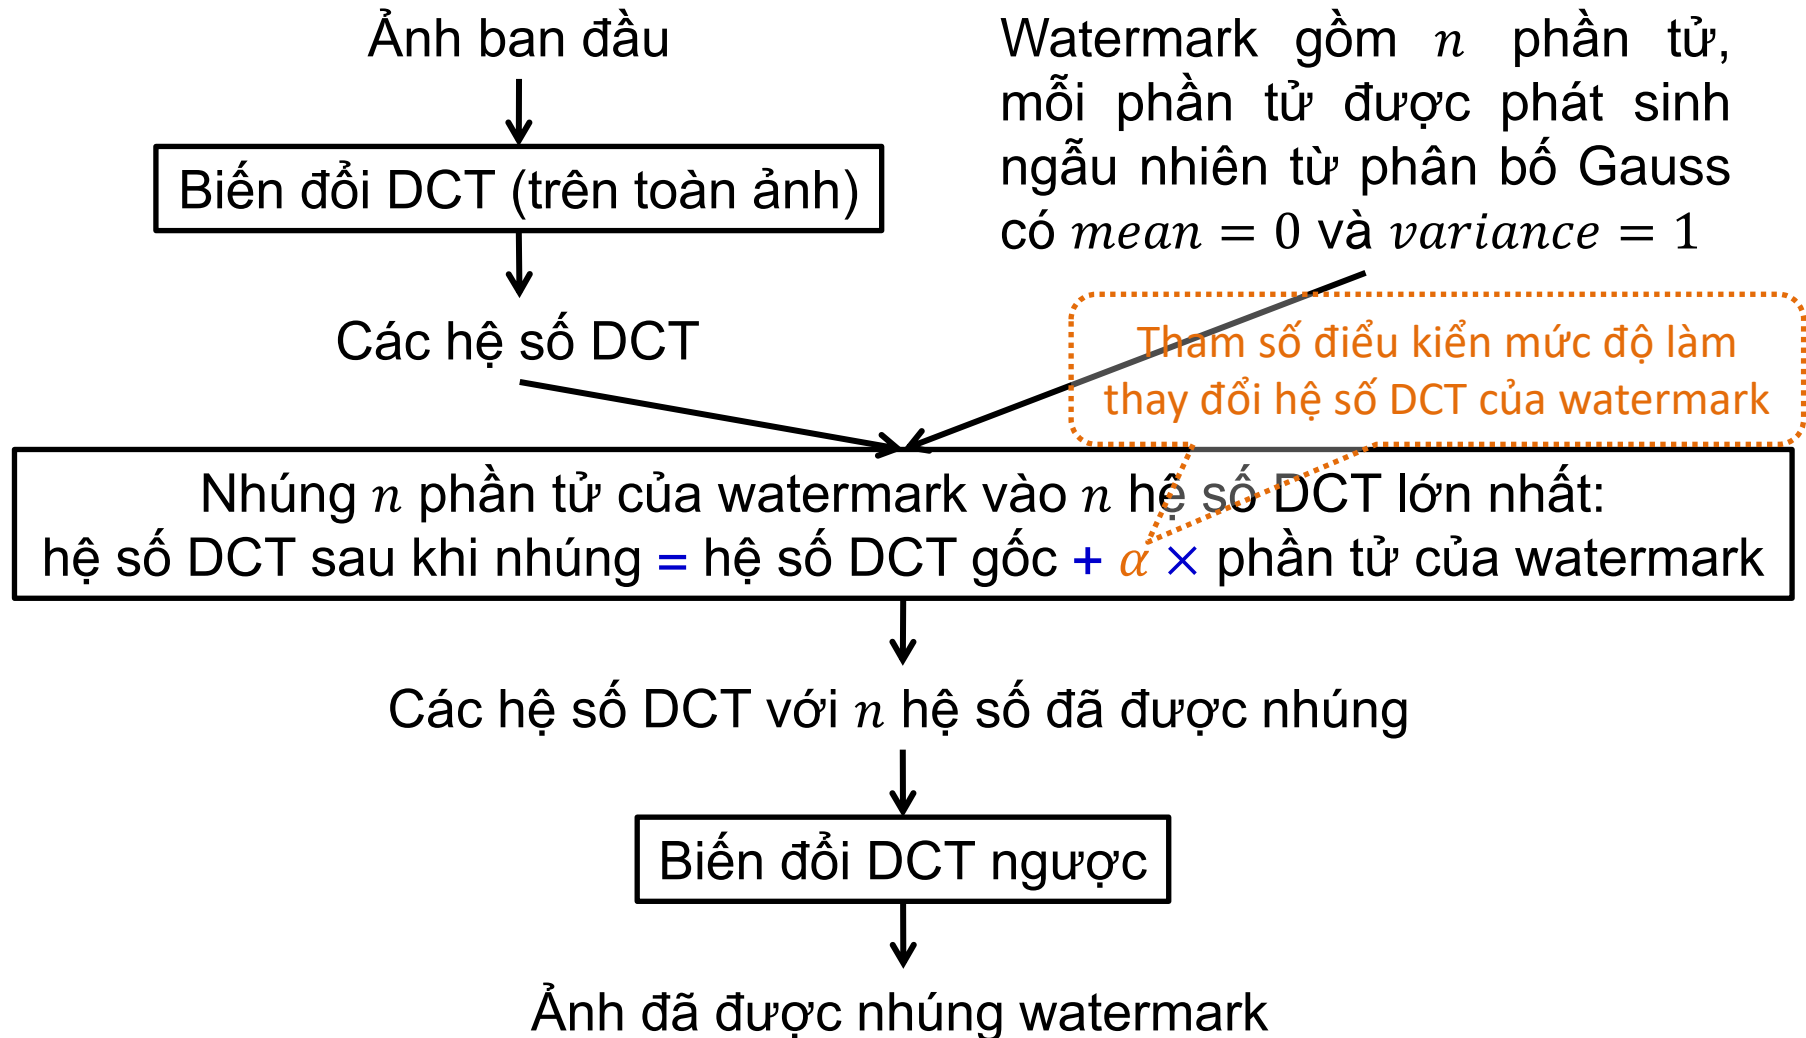 Ảnh ban đầu
Biến đổi DCT (trên toàn ảnh)
Các hệ số DCT
Watermark gồm n phần tử,
mỗi phần tử được phát sinh
ngẫu nhiên từ phân bố Gauss
có mean = 0 và variance = 1
Tham số điểu kiển mức độ làm
thay đổi hệ số DCT của watermark
Nhúng n phần tử của watermark vào n hệ số DCT lớn nhất:
hệ số DCT sau khi nhúng = hệ số DCT gốc + α × phần tử của watermark
Các hệ số DCT với n hệ số đã được nhúng
Biến đổi DCT ngược
Ảnh đã được nhúng watermark